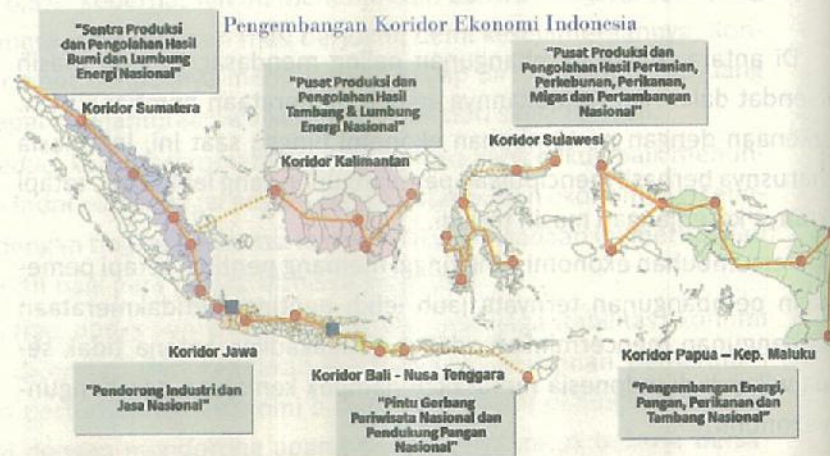 Pengembangan Koridor Ekonomi Indonesia
"Sentra Produksi
dan Pengolahan Hasil
Bumi dan Lumbung
Energi Nasional"
Koridor Sumatera
"Pusat Produksi dan
Pengolahan Hasil
Tambang & Lumbung
Energi Nasional"
Koridor Kalimantan
"Pusat Produksi dan
Pengolahan Hasil Pertanian,
Perkebunan, Perikanan,
Migas dan Pertambangan
Nasional"
Koridor Sulawesi
Koridor Jawa
"Pendorong Industri dan
Jasa Nasional"
Koridor Bali - Nusa Tenggara
"Pintu Gerbang
Pariwisata Nasional dan
Pendukung Pangan
Nasional"
Koridor Papua – Kep. Maluku
"Pengembangan Energi,
Pangan, Perikanan dan
Tambang Nasional"